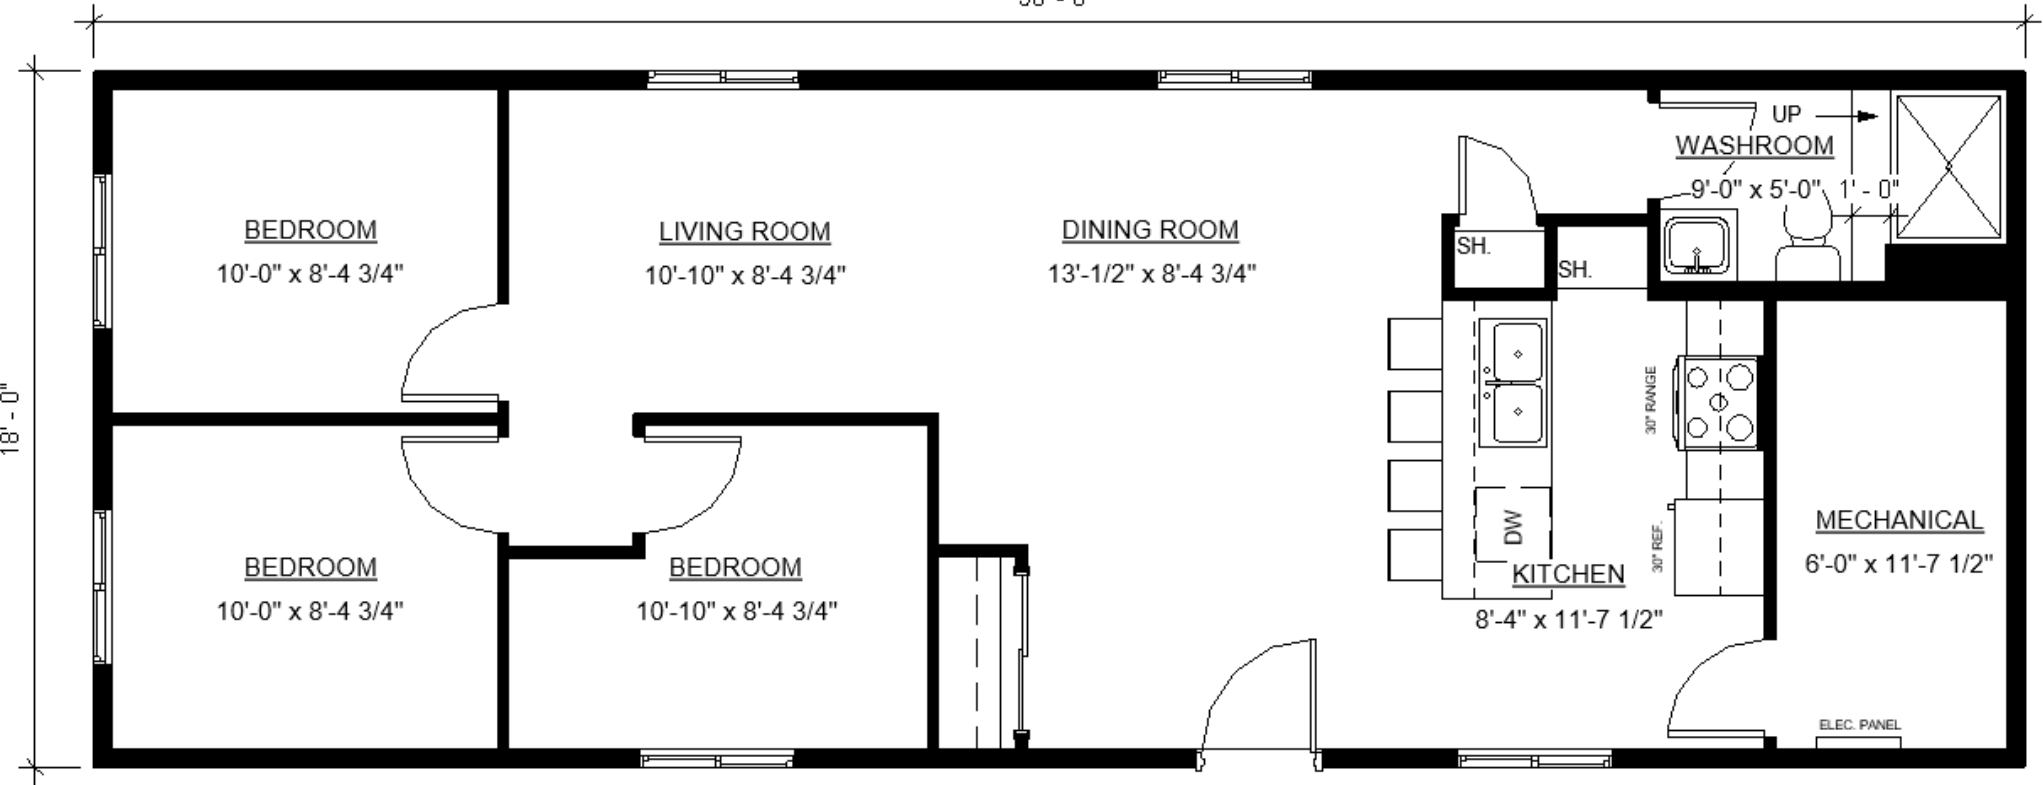 18' - 0"
UP
WASHROOM
9'-0" x 5'-0"
1' - 0"
BEDROOM
10'-0" x 8'-4 3/4"
LIVING ROOM
10'-10" x 8'-4 3/4"
DINING ROOM
13'-1/2" x 8'-4 3/4"
SH.
SH.
30" RANGE
30" REF.
DW
KITCHEN
8'-4" x 11'-7 1/2"
MECHANICAL
6'-0" x 11'-7 1/2"
BEDROOM
10'-0" x 8'-4 3/4"
BEDROOM
10'-10" x 8'-4 3/4"
ELEC. PANEL